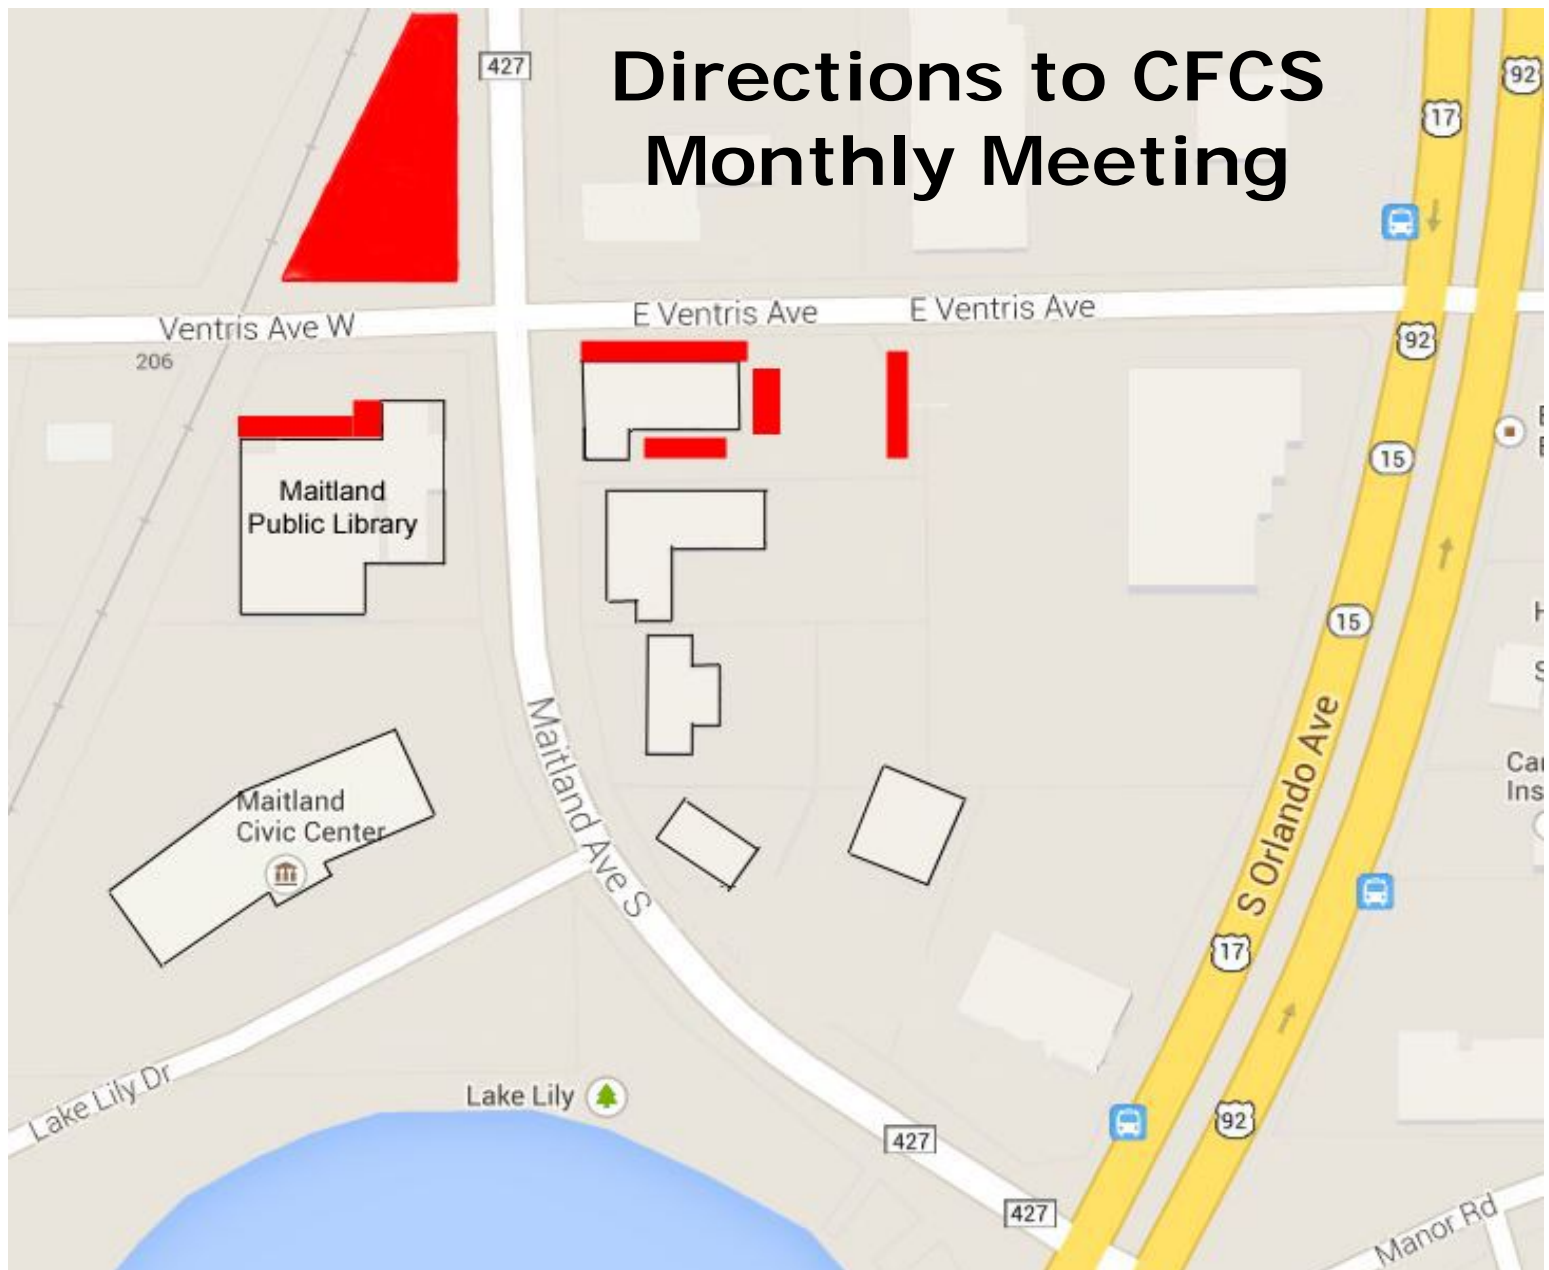 Directions to CFCS
Monthly Meeting
427
92
17
Ventris Ave W
E Ventris Ave
E Ventris Ave
206
92
15
Maitland
Public Library
15
Maitland Ave S
S Orlando Ave
Maitland
Civic Center
17
Lake Lily Dr
Lake Lily
92
427
427
Manor Rd